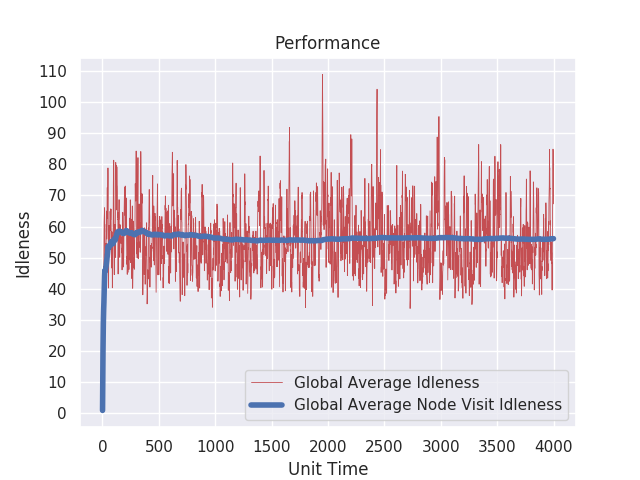 Performance
110
100
90
80
70
60
50
40
30
20
10
0
Idleness
Global Average Idleness
Global Average Node Visit Idleness
0 500 1000 1500 2000 2500 3000 3500 4000
Unit Time